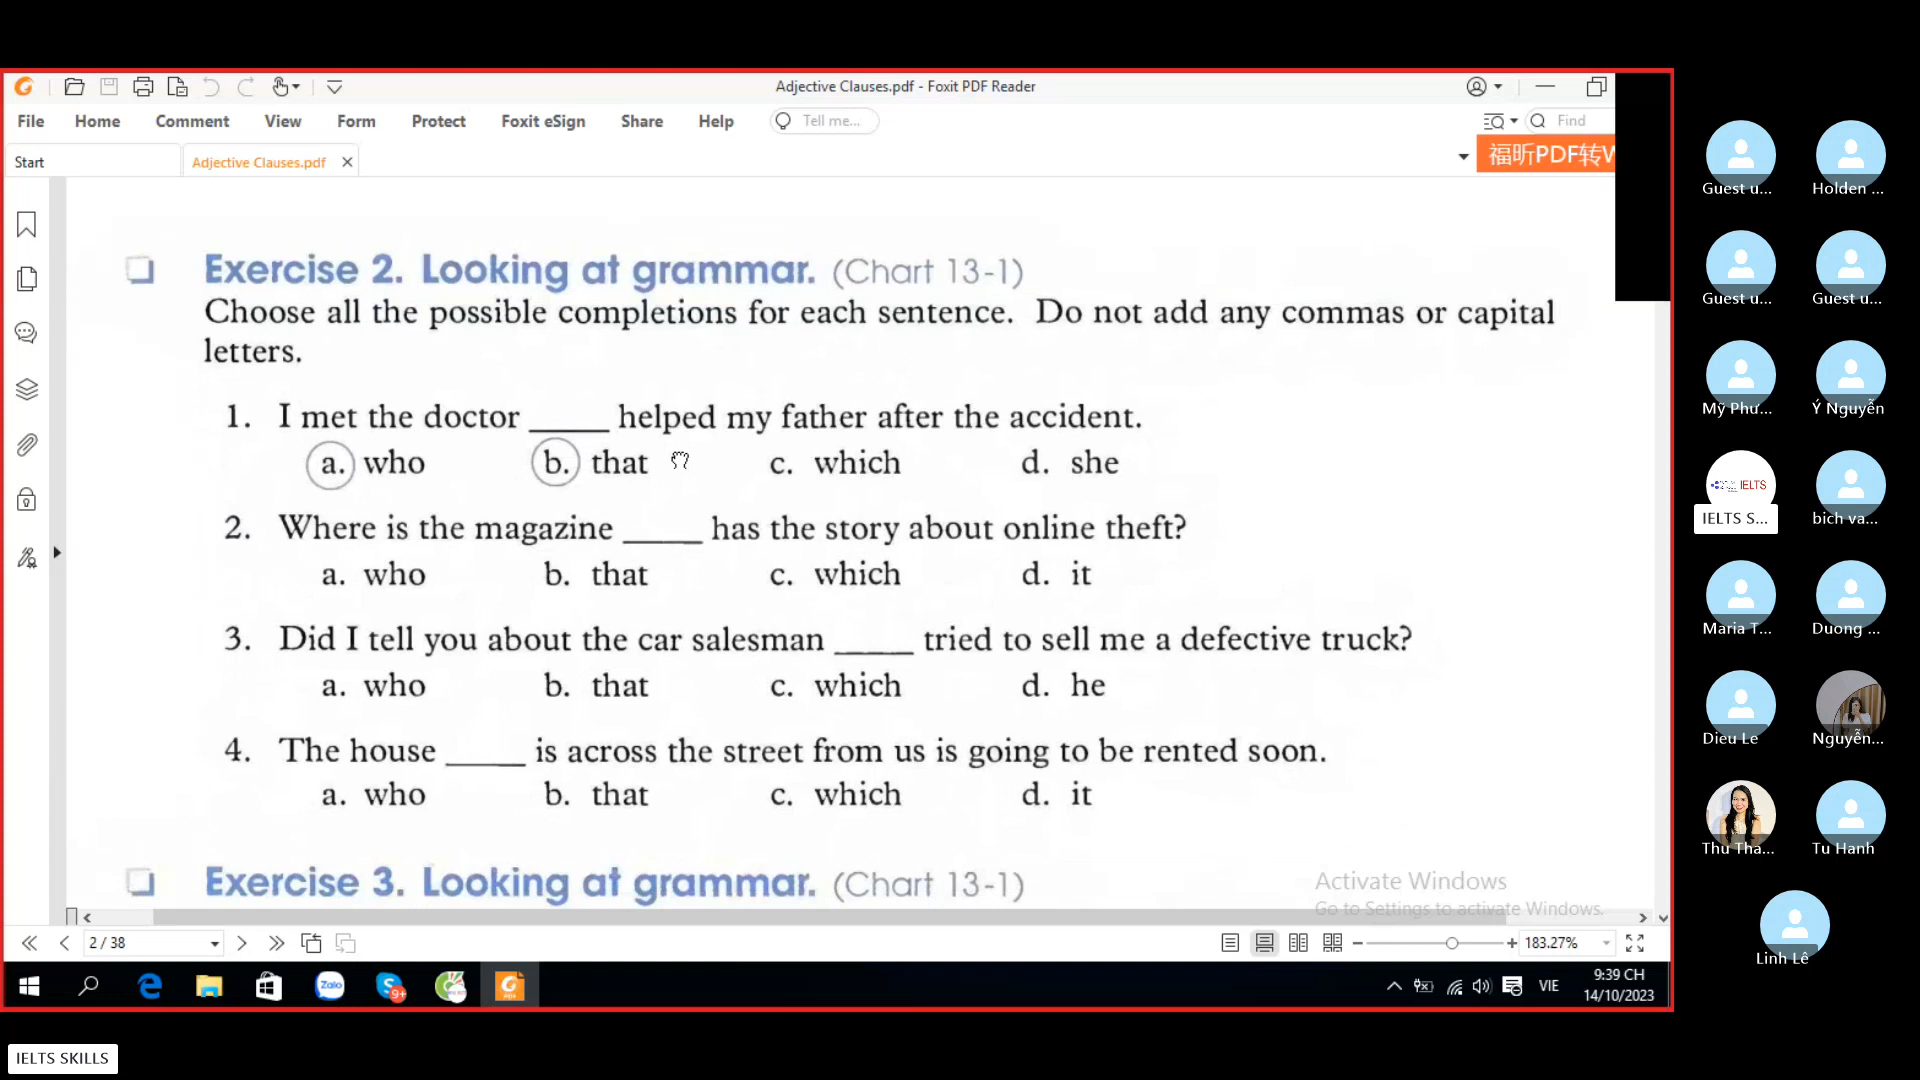 Adjective Clauses.pdf - Foxit PDF Reader
File Home Comment View Form Protect Foxit eSign Share Help Tell me... Find
Start Adjective Clauses.pdf 福昕PDF转W
Exercise 2. Looking at grammar. (Chart 13-1)
Choose all the possible completions for each sentence. Do not add any commas or capital
letters.
1. I met the doctor _____ helped my father after the accident.
a. who b. that c. which d. she
2. Where is the magazine _____ has the story about online theft?
a. who b. that c. which d. it
3. Did I tell you about the car salesman _____ tried to sell me a defective truck?
a. who b. that c. which d. he
4. The house _____ is across the street from us is going to be rented soon.
a. who b. that c. which d. it
Exercise 3. Looking at grammar. (Chart 13-1)
Activate Windows
Go to Settings to activate Windows.
2 / 38 183.27%
Zalo 9+ VIE 9:39 CH
14/10/2023
Guest u... Holden ...
Guest u... Guest u...
Mỹ Phư... Ý Nguyễn
IELTS
IELTS S... bich va...
Maria T... Duong ...
Dieu Le Nguyễn...
Thu Tha... Tu Hanh
Linh Lê
IELTS SKILLS